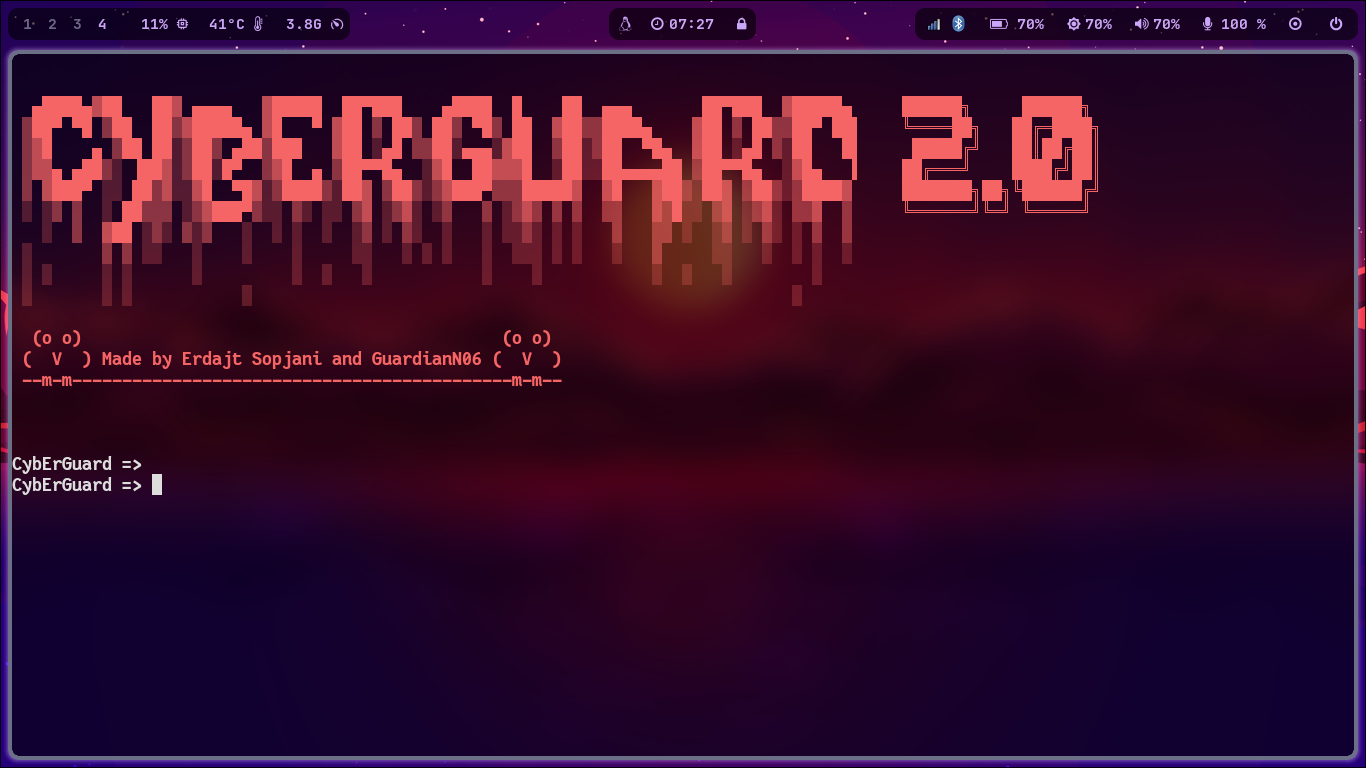 1 2 3 4 11% 41°C 3.8G 07:27 70% 70% 70% 100 %
CYBERGUARD 2.0
(o o) (o o)
( V ) Made by Erdajt Sopjani and GuardianN06 ( V )
--m-m--------------------------------------------m-m--
CybErGuard =>
CybErGuard =>